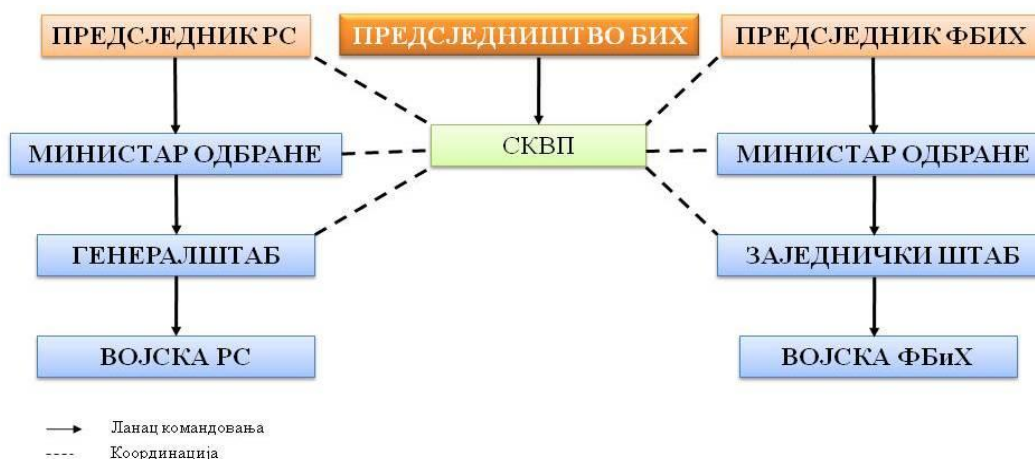 ПРЕДСЈЕДНИК РС
ПРЕДСЈЕДНИШТВО БИХ
ПРЕДСЈЕДНИК ФБИХ
СКВП
МИНИСТАР ОДБРАНЕ
МИНИСТАР ОДБРАНЕ
ГЕНЕРАЛШТАБ
ЗАЈЕДНИЧКИ ШТАБ
ВОЈСКА РС
ВОЈСКА ФБиХ
Ланац командовања
Координација